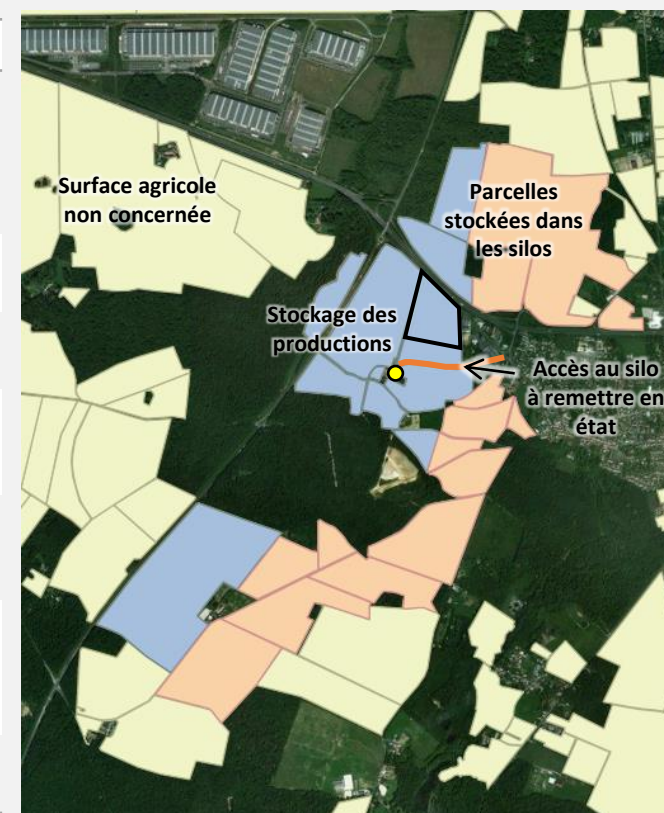 Surface agricole
non concernée
Parcelles
stockées dans
les silos
Stockage des
productions
Accès au silo
à remettre en
état